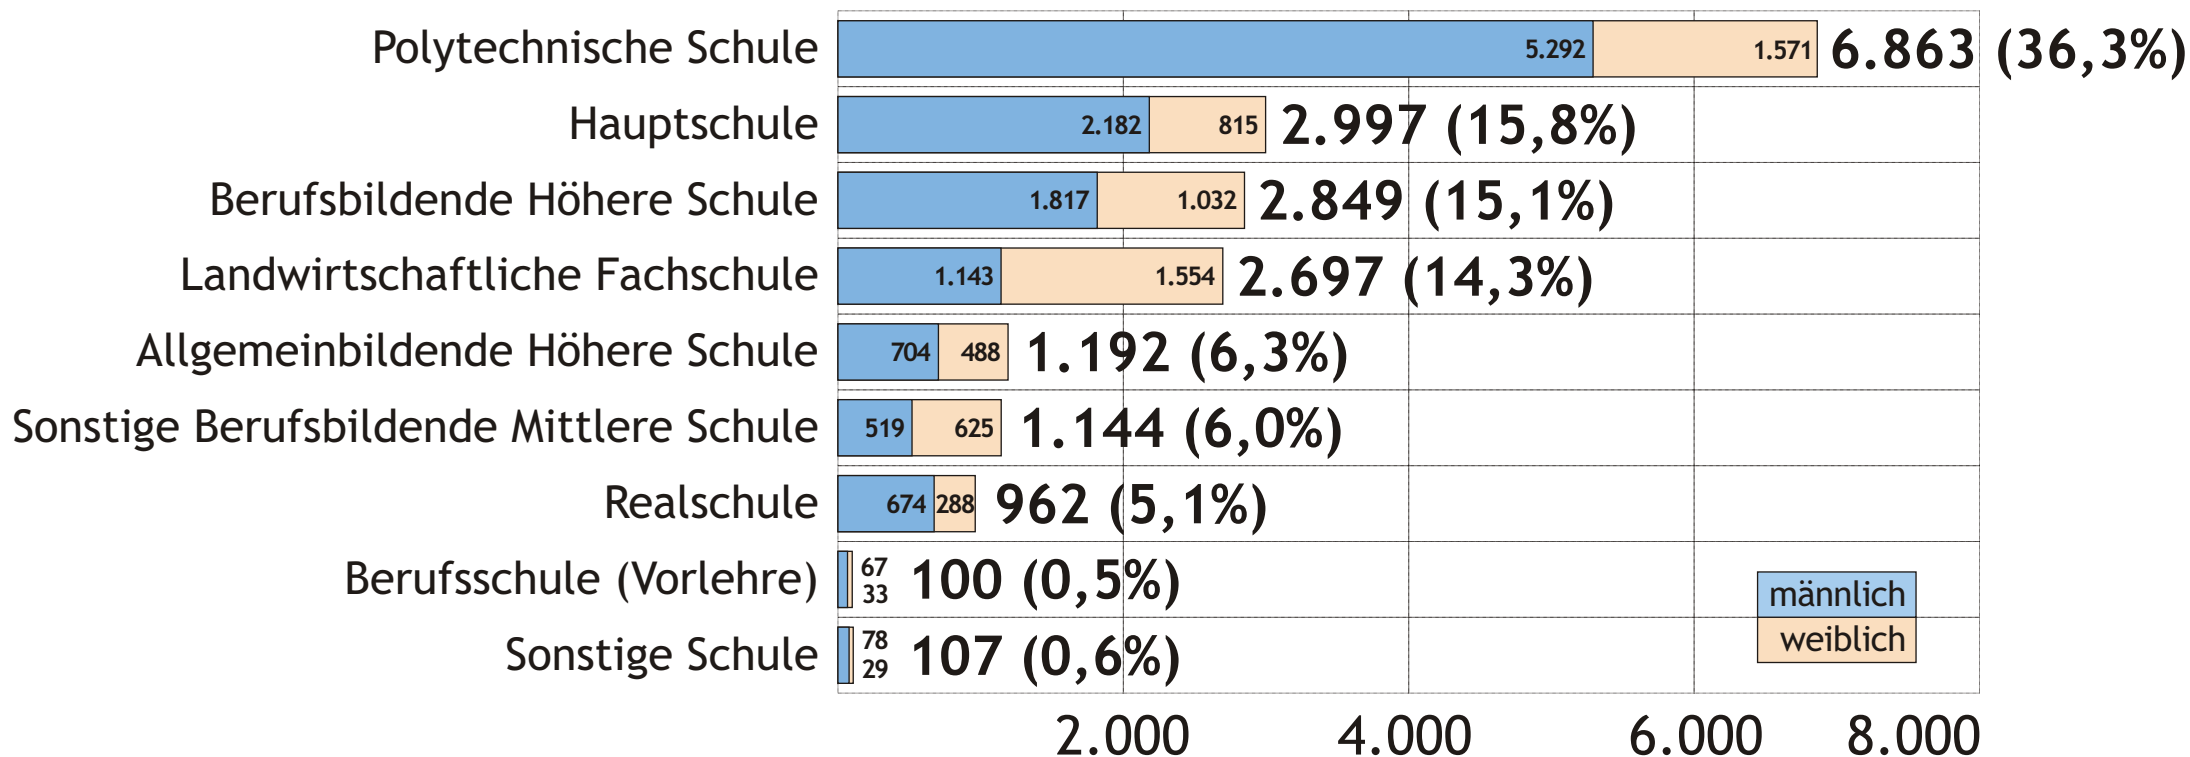 Polytechnische Schule 5.292 1.571 6.863 (36,3%)
Hauptschule 2.182 815 2.997 (15,8%)
Berufsbildende Höhere Schule 1.817 1.032 2.849 (15,1%)
Landwirtschaftliche Fachschule 1.143 1.554 2.697 (14,3%)
Allgemeinbildende Höhere Schule 704 488 1.192 (6,3%)
Sonstige Berufsbildende Mittlere Schule 519 625 1.144 (6,0%)
Realschule 674 288 962 (5,1%)
Berufsschule (Vorlehre) 67 33 100 (0,5%)
Sonstige Schule 78 29 107 (0,6%)
männlich
weiblich
2.000 4.000 6.000 8.000